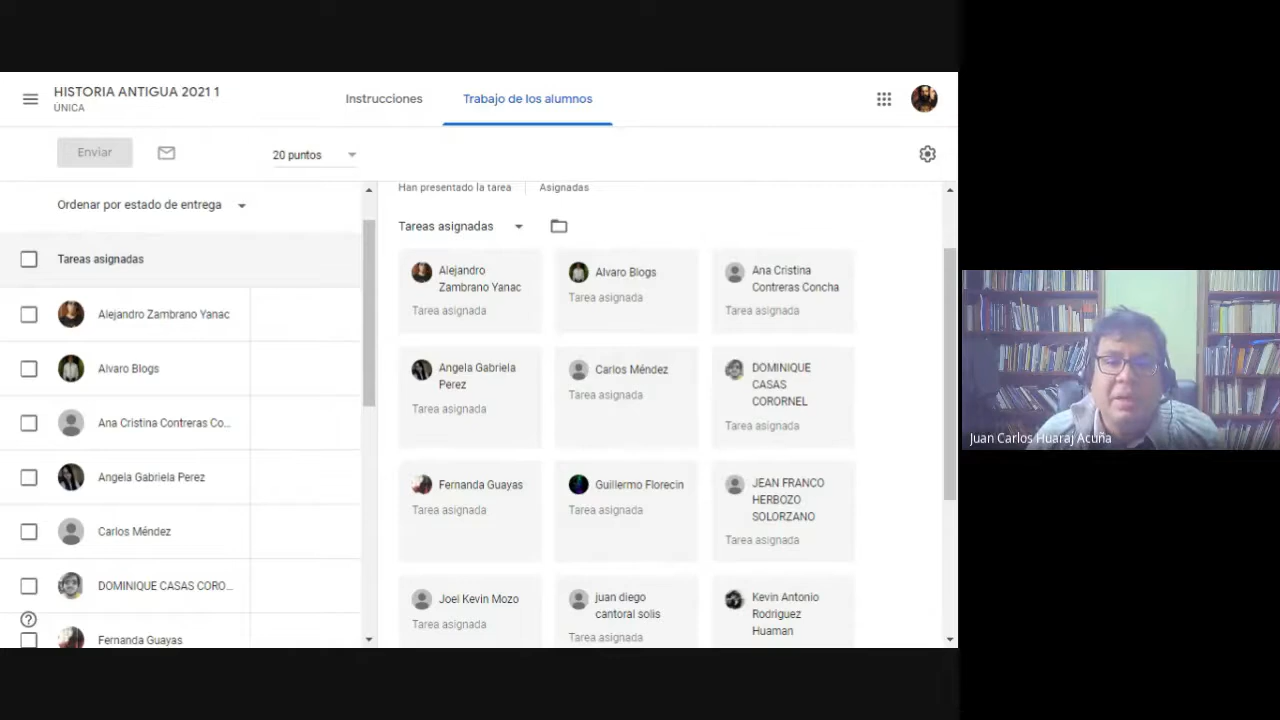 HISTORIA ANTIGUA 2021 1
ÚNICA
Instrucciones
Trabajo de los alumnos
Enviar
20 puntos
Ordenar por estado de entrega
Tareas asignadas
Alejandro Zambrano Yanac
Alvaro Blogs
Ana Cristina Contreras Co...
Angela Gabriela Perez
Carlos Méndez
DOMINIQUE CASAS CORO...
Fernanda Guayas
Han presentado la tarea
Asignadas
Tareas asignadas
Alejandro
Zambrano Yanac
Tarea asignada
Alvaro Blogs
Tarea asignada
Ana Cristina
Contreras Concha
Tarea asignada
Angela Gabriela
Perez
Tarea asignada
Carlos Méndez
Tarea asignada
DOMINIQUE
CASAS
CORORNEL
Tarea asignada
Fernanda Guayas
Tarea asignada
Guillermo Florecin
Tarea asignada
JEAN FRANCO
HERBOZO
SOLORZANO
Tarea asignada
Joel Kevin Mozo
Tarea asignada
juan diego
cantoral solis
Tarea asignada
Kevin Antonio
Rodriguez
Huaman
Juan Carlos Huaraj Acuña